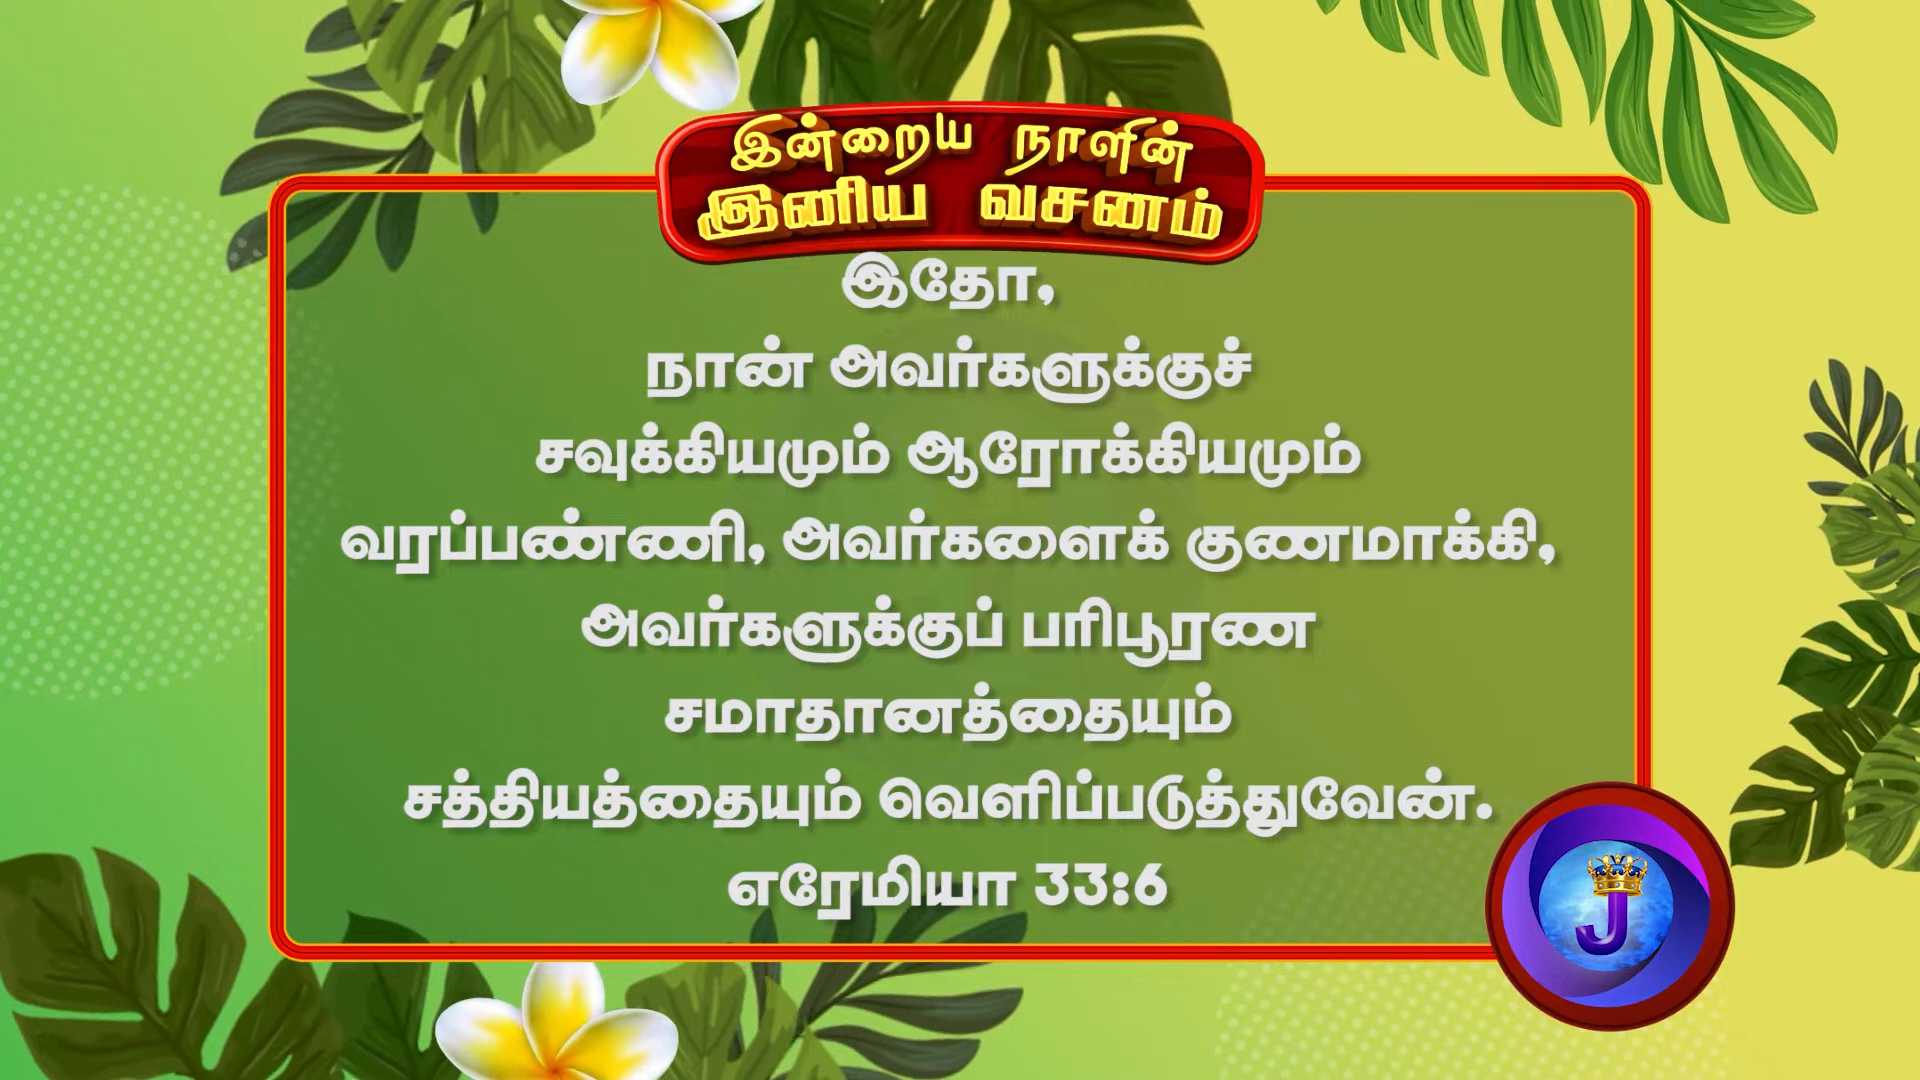 இன்றைய நாளின்
இனிய வசனம்
இதோ,
நான் அவர்களுக்குச்
சவுக்கியமும் ஆரோக்கியமும்
வரப்பண்ணி, அவர்களைக் குணமாக்கி,
அவர்களுக்குப் பரிபூரண
சமாதானத்தையும்
சத்தியத்தையும் வெளிப்படுத்துவேன்.
எரேமியா 33:6
J